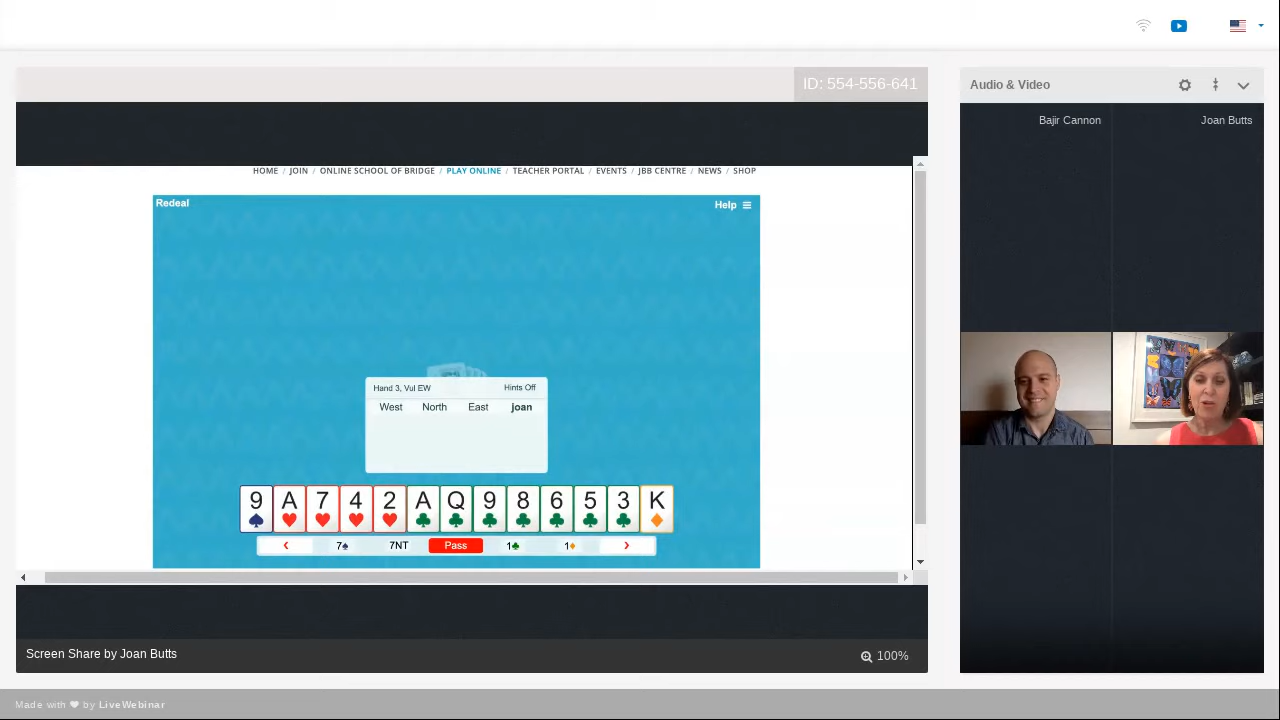 ID: 554-556-641
Audio & Video
Bajir Cannon
Joan Butts
HOME / JOIN / ONLINE SCHOOL OF BRIDGE / PLAY ONLINE / TEACHER PORTAL / EVENTS / JBB CENTRE / NEWS / SHOP
Redeal
Help
Hand 3, Vul EW
Hints Off
West North East joan
9 A 7 4 2 A Q 9 8 6 5 3 K
7♠ 7NT Pass 1♣ 1♦
Screen Share by Joan Butts
100%
Made with ❤ by LiveWebinar